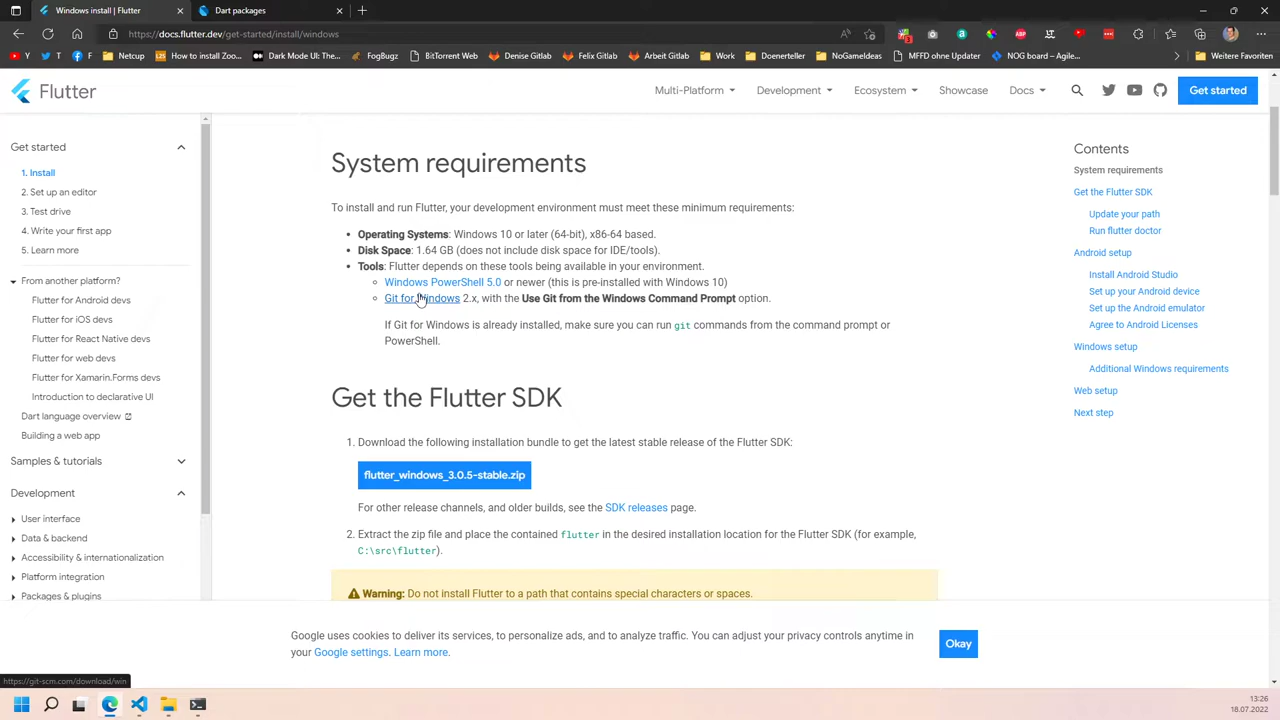 Windows install | Flutter
Dart packages
https://docs.flutter.dev/get-started/install/windows
Netcup
How to install Zoo...
Dark Mode UI: The...
FogBugz
BitTorrent Web
Denise Gitlab
Felix Gitlab
Arbeit Gitlab
Work
Doenerteller
NoGameIdeas
MFFD ohne Updater
NOG board – Agile...
Weitere Favoriten
Flutter
Multi-Platform
Development
Ecosystem
Showcase
Docs
Get started
Get started
1. Install
2. Set up an editor
3. Test drive
4. Write your first app
5. Learn more
From another platform?
Flutter for Android devs
Flutter for iOS devs
Flutter for React Native devs
Flutter for web devs
Flutter for Xamarin.Forms devs
Introduction to declarative UI
Dart language overview
Building a web app
Samples & tutorials
Development
User interface
Data & backend
Accessibility & internationalization
Platform integration
Packages & plugins
System requirements
To install and run Flutter, your development environment must meet these minimum requirements:
• Operating Systems: Windows 10 or later (64-bit), x86-64 based.
• Disk Space: 1.64 GB (does not include disk space for IDE/tools).
• Tools: Flutter depends on these tools being available in your environment.
Windows PowerShell 5.0 or newer (this is pre-installed with Windows 10)
Git for Windows 2.x, with the Use Git from the Windows Command Prompt option.
If Git for Windows is already installed, make sure you can run git commands from the command prompt or
PowerShell.
Get the Flutter SDK
1. Download the following installation bundle to get the latest stable release of the Flutter SDK:
flutter_windows_3.0.5-stable.zip
For other release channels, and older builds, see the SDK releases page.
2. Extract the zip file and place the contained flutter in the desired installation location for the Flutter SDK (for example,
C:\src\flutter).
Warning: Do not install Flutter to a path that contains special characters or spaces.
Contents
System requirements
Get the Flutter SDK
Update your path
Run flutter doctor
Android setup
Install Android Studio
Set up your Android device
Set up the Android emulator
Agree to Android Licenses
Windows setup
Additional Windows requirements
Web setup
Next step
Google uses cookies to deliver its services, to personalize ads, and to analyze traffic. You can adjust your privacy controls anytime in
your Google settings. Learn more.
Okay
https://git-scm.com/download/win
13:26
18.07.2022